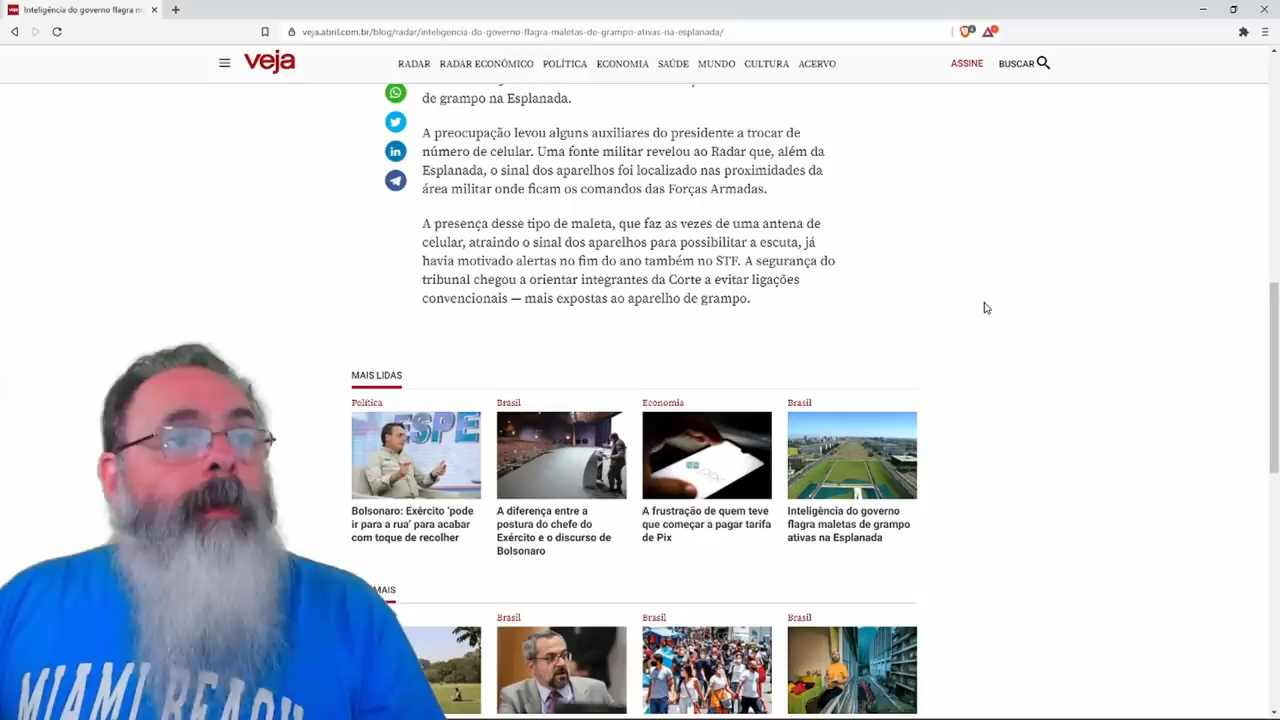 Inteligência do governo flagra m
veja.abril.com.br/blog/radar/inteligencia-do-governo-flagra-maletas-de-grampo-ativas-na-esplanada/
veja
RADAR RADAR ECONÔMICO POLÍTICA ECONOMIA SAÚDE MUNDO CULTURA ACERVO
ASSINE BUSCAR
de grampo na Esplanada.
A preocupação levou alguns auxiliares do presidente a trocar de
número de celular. Uma fonte militar revelou ao Radar que, além da
Esplanada, o sinal dos aparelhos foi localizado nas proximidades da
área militar onde ficam os comandos das Forças Armadas.
A presença desse tipo de maleta, que faz as vezes de uma antena de
celular, atraindo o sinal dos aparelhos para possibilitar a escuta, já
havia motivado alertas no fim do ano também no STF. A segurança do
tribunal chegou a orientar integrantes da Corte a evitar ligações
convencionais — mais expostas ao aparelho de grampo.
MAIS LIDAS
Política
ESPE
Bolsonaro: Exército 'pode
ir para a rua' para acabar
com toque de recolher
Brasil
A diferença entre a
postura do chefe do
Exército e o discurso de
Bolsonaro
Economia
A frustração de quem teve
que começar a pagar tarifa
de Pix
Brasil
Inteligência do governo
flagra maletas de grampo
ativas na Esplanada
MAIS
Brasil
Brasil
Brasil
MIAMI READY